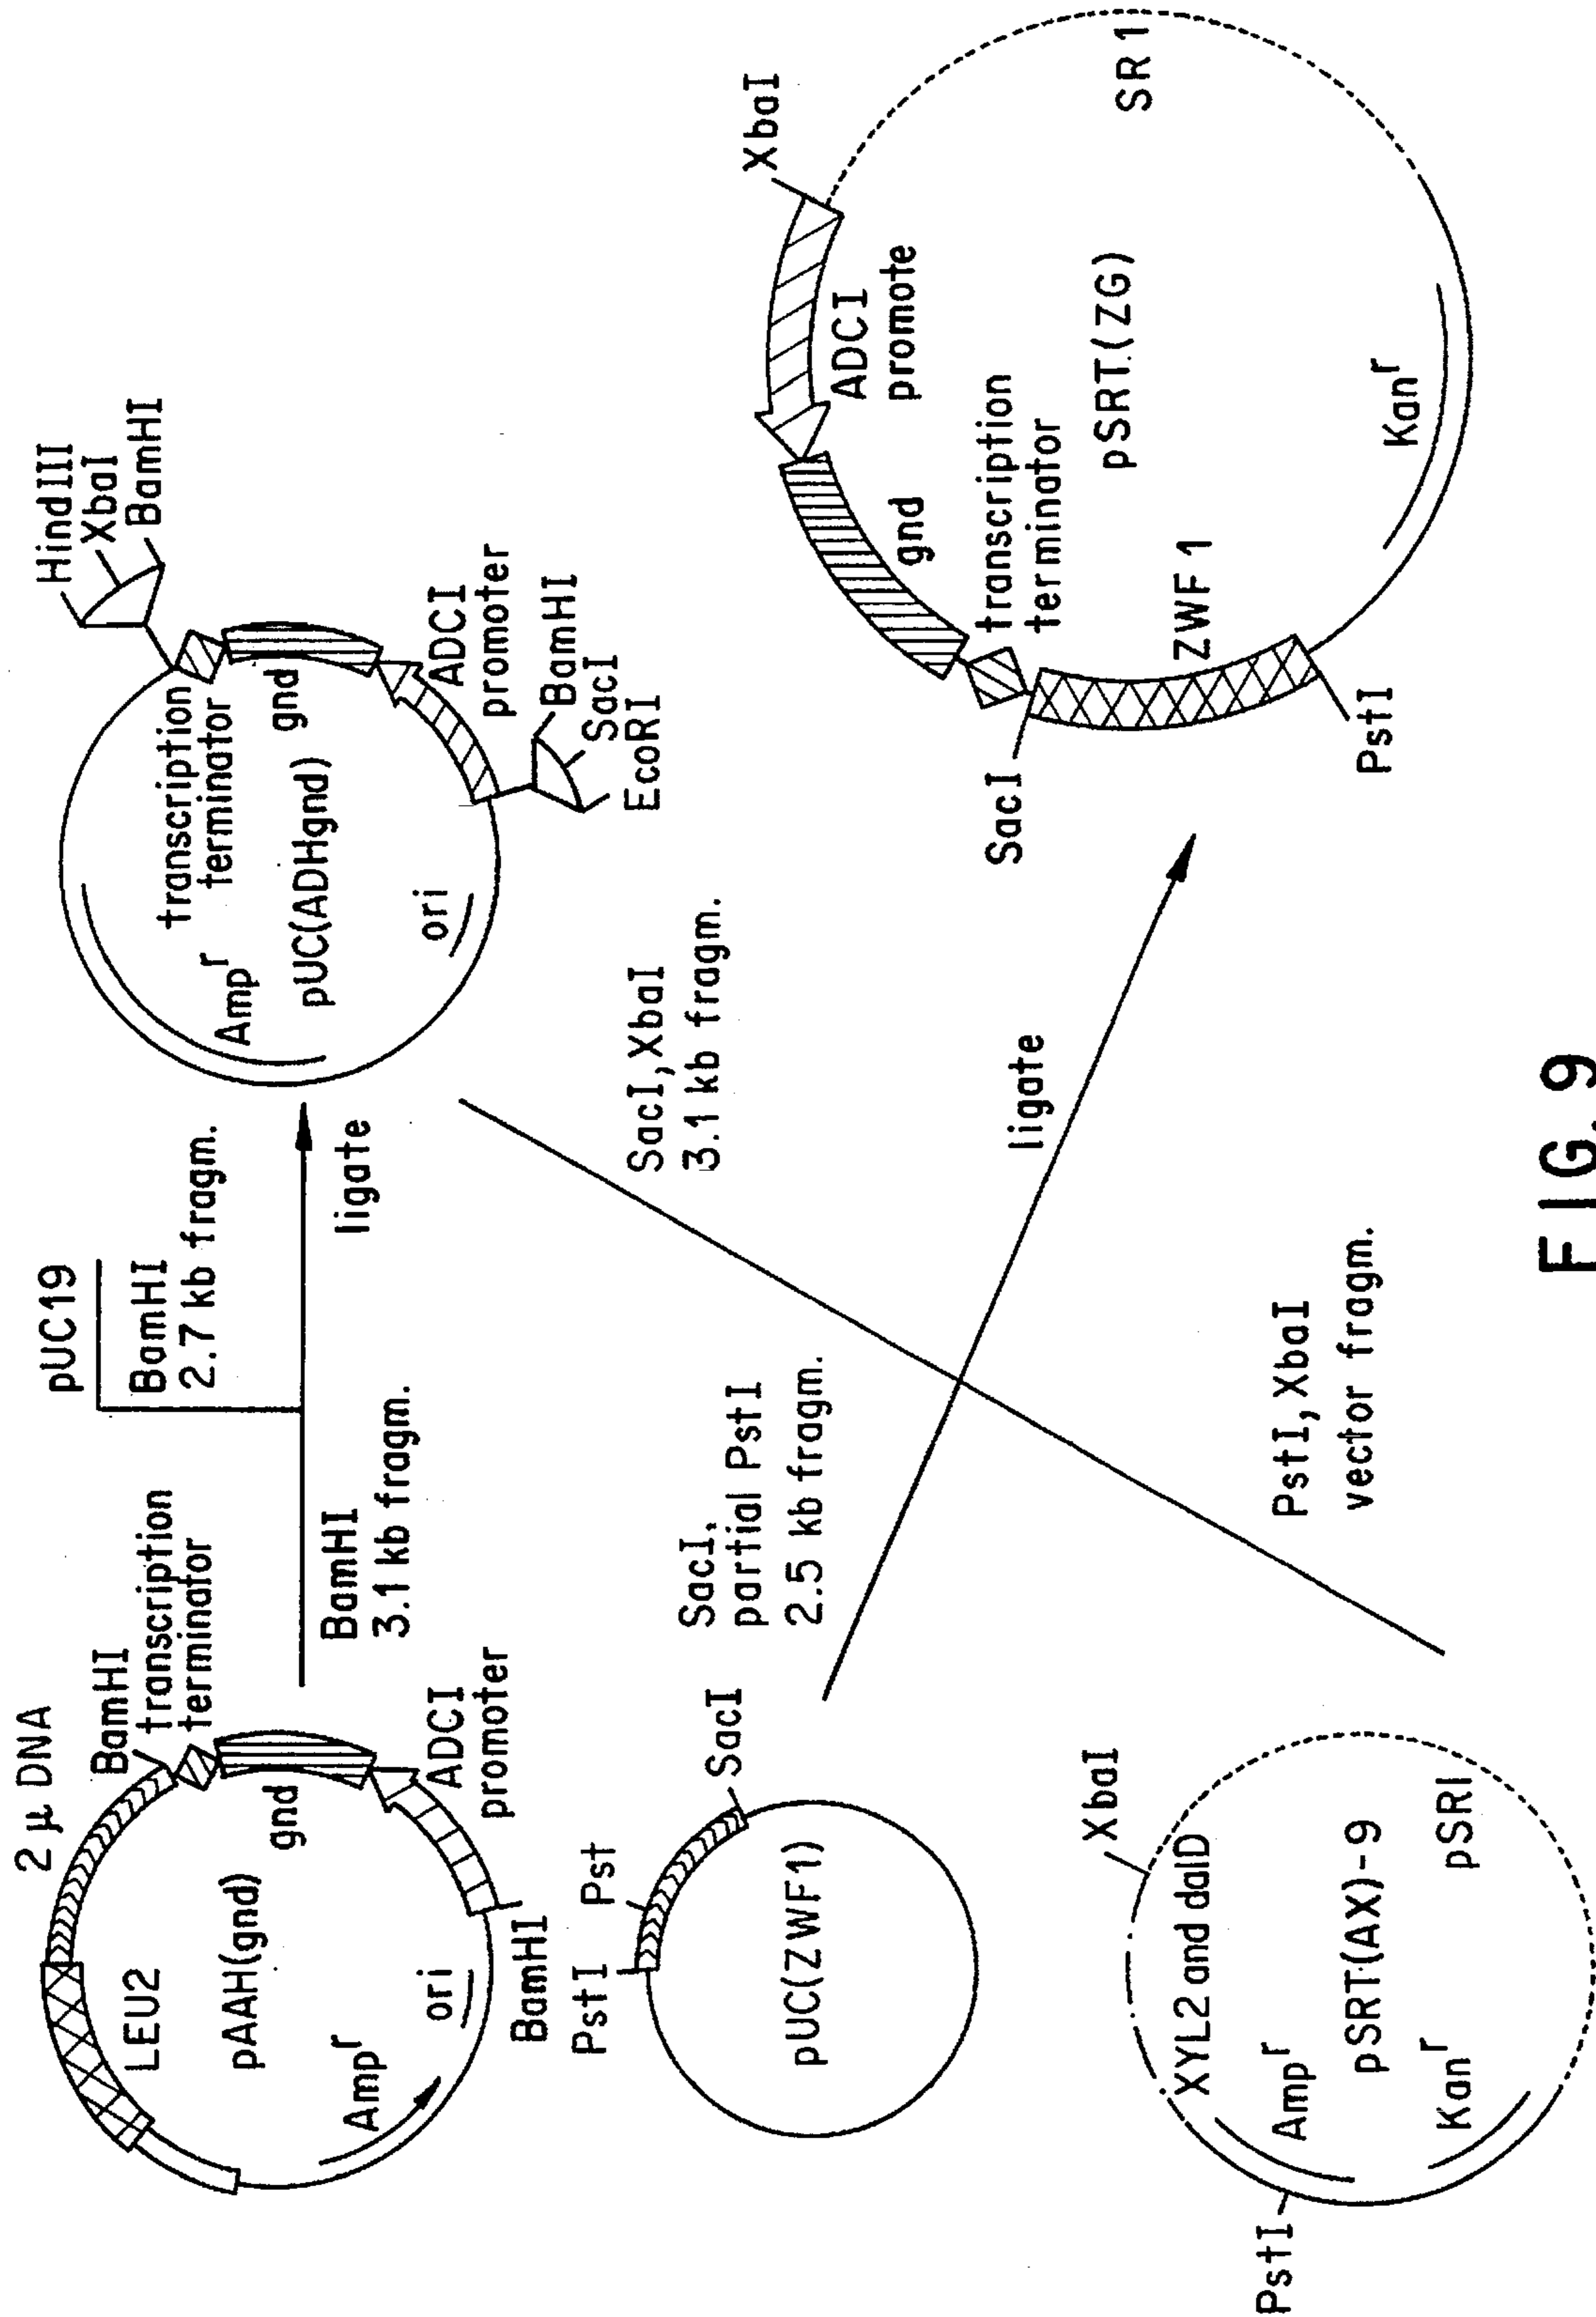 2 μ DNA
BamHI
transcription
terminator
LEU2
pAAH(gnd)
gnd
Amp^r
ori
ADCI
promoter
BamHI
pUC19
BamHI
2.7 kb fragm.
BamHI
3.1 kb fragm.
ligate
HindIII
XbaI
BamHI
transcription
terminator
gnd
Amp^r
pUC(ADHgnd)
ori
ADCI
promoter
BamHI
SacI
EcoRI
PstI
Pst
SacI
pUC(ZWF1)
SacI,
partial PstI
2.5 kb fragm.
SacI, XbaI
3.1 kb fragm.
ligate
XbaI
XYL2 and dalD
Amp^r
pSRT(AX)-9
Kan^r
pSRI
PstI
PstI, XbaI
vector fragm.
XbaI
ADCI
promote
gnd
transcription
terminator
SacI
pSRT.(ZG)
SR1
ZWF1
Kan^r
PstI
FIG. 9